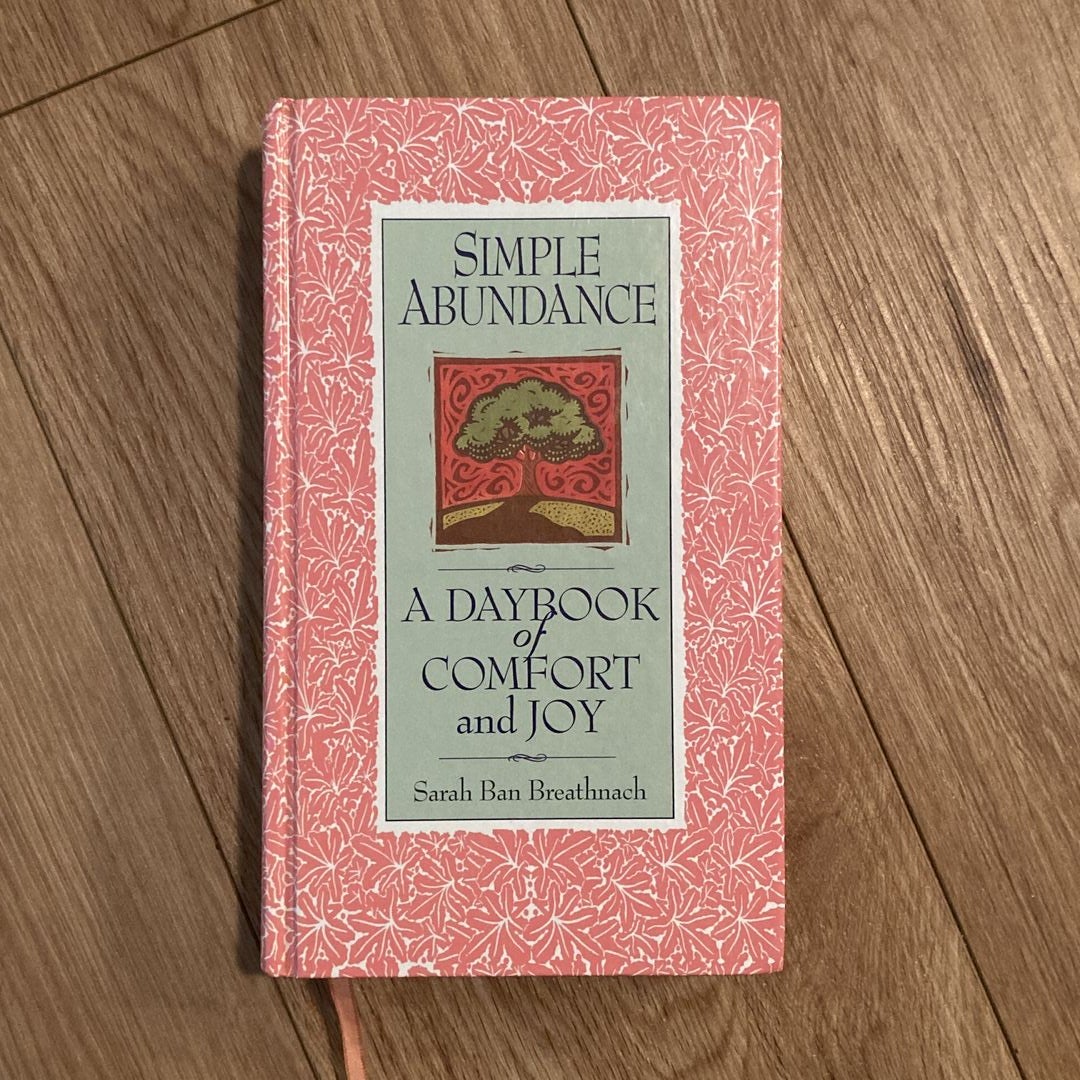 SIMPLE
ABUNDANCE
A DAYBOOK
of
COMFORT
and JOY
Sarah Ban Breathnach